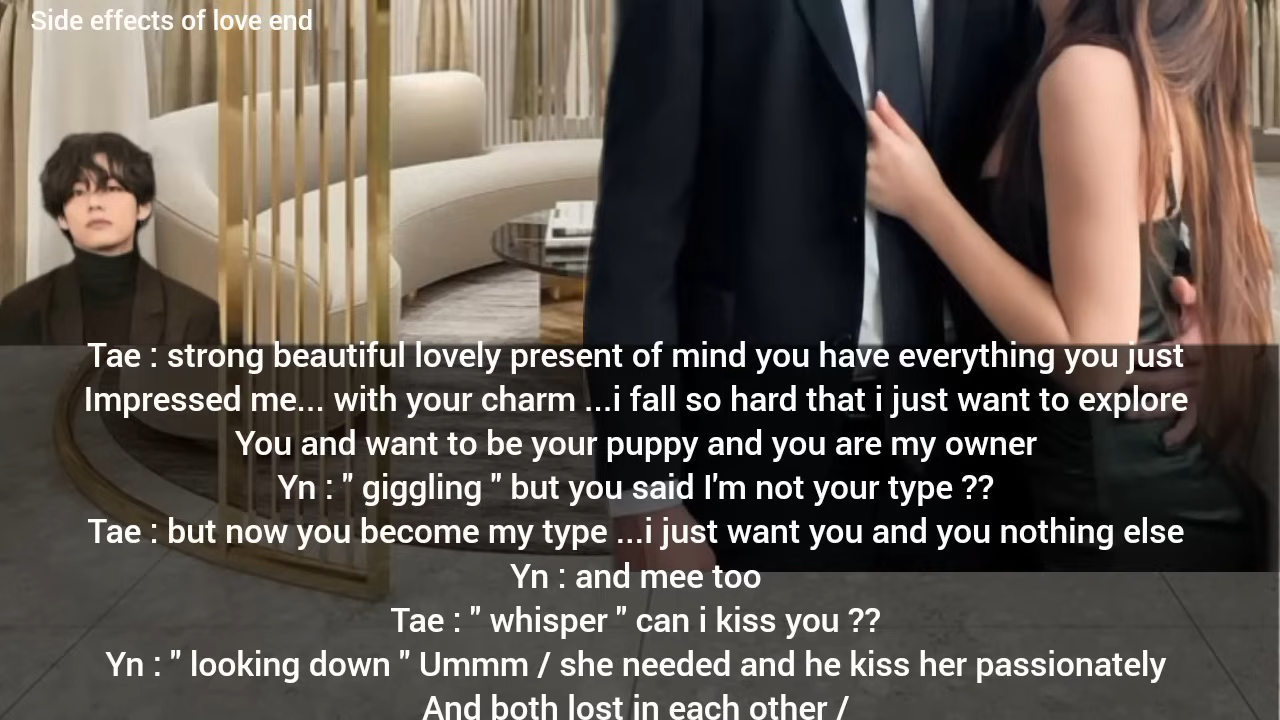 Side effects of love end
Tae : strong beautiful lovely present of mind you have everything you just
Impressed me... with your charm ...i fall so hard that i just want to explore
You and want to be your puppy and you are my owner
Yn : " giggling " but you said I'm not your type ??
Tae : but now you become my type ...i just want you and you nothing else
Yn : and mee too
Tae : " whisper " can i kiss you ??
Yn : " looking down " Ummm / she needed and he kiss her passionately
And both lost in each other /